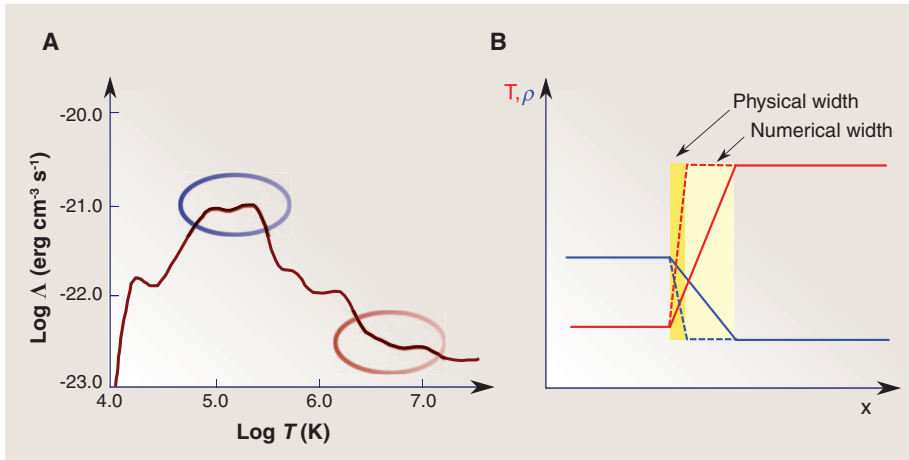 A
Log Λ (erg cm⁻³ s⁻¹)
-20.0
-21.0
-22.0
-23.0
4.0 5.0 6.0 7.0
Log T (K)
B
T,ρ
Physical width
Numerical width
x